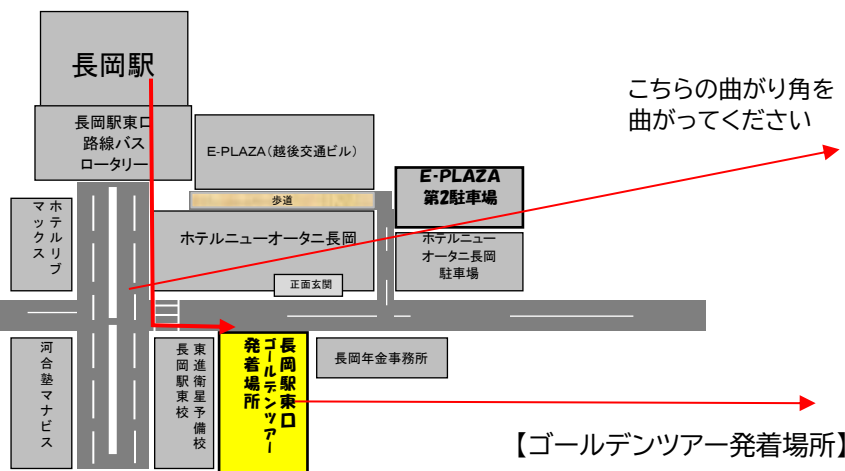 長岡駅
長岡駅東口
路線バス
ロータリー
E-PLAZA(越後交通ビル)
こちらの曲がり角を
曲がってください
E-PLAZA
第2駐車場
歩道
ホテルリブ
マックス
ホテルニューオータニ長岡
正面玄関
ホテルニュー
オータニ長岡
駐車場
河合塾マナビス
東進衛星予備校
長岡駅東校
長岡駅東口
ゴールデンツアー
発着場所
長岡年金事務所
【ゴールデンツアー発着場所】